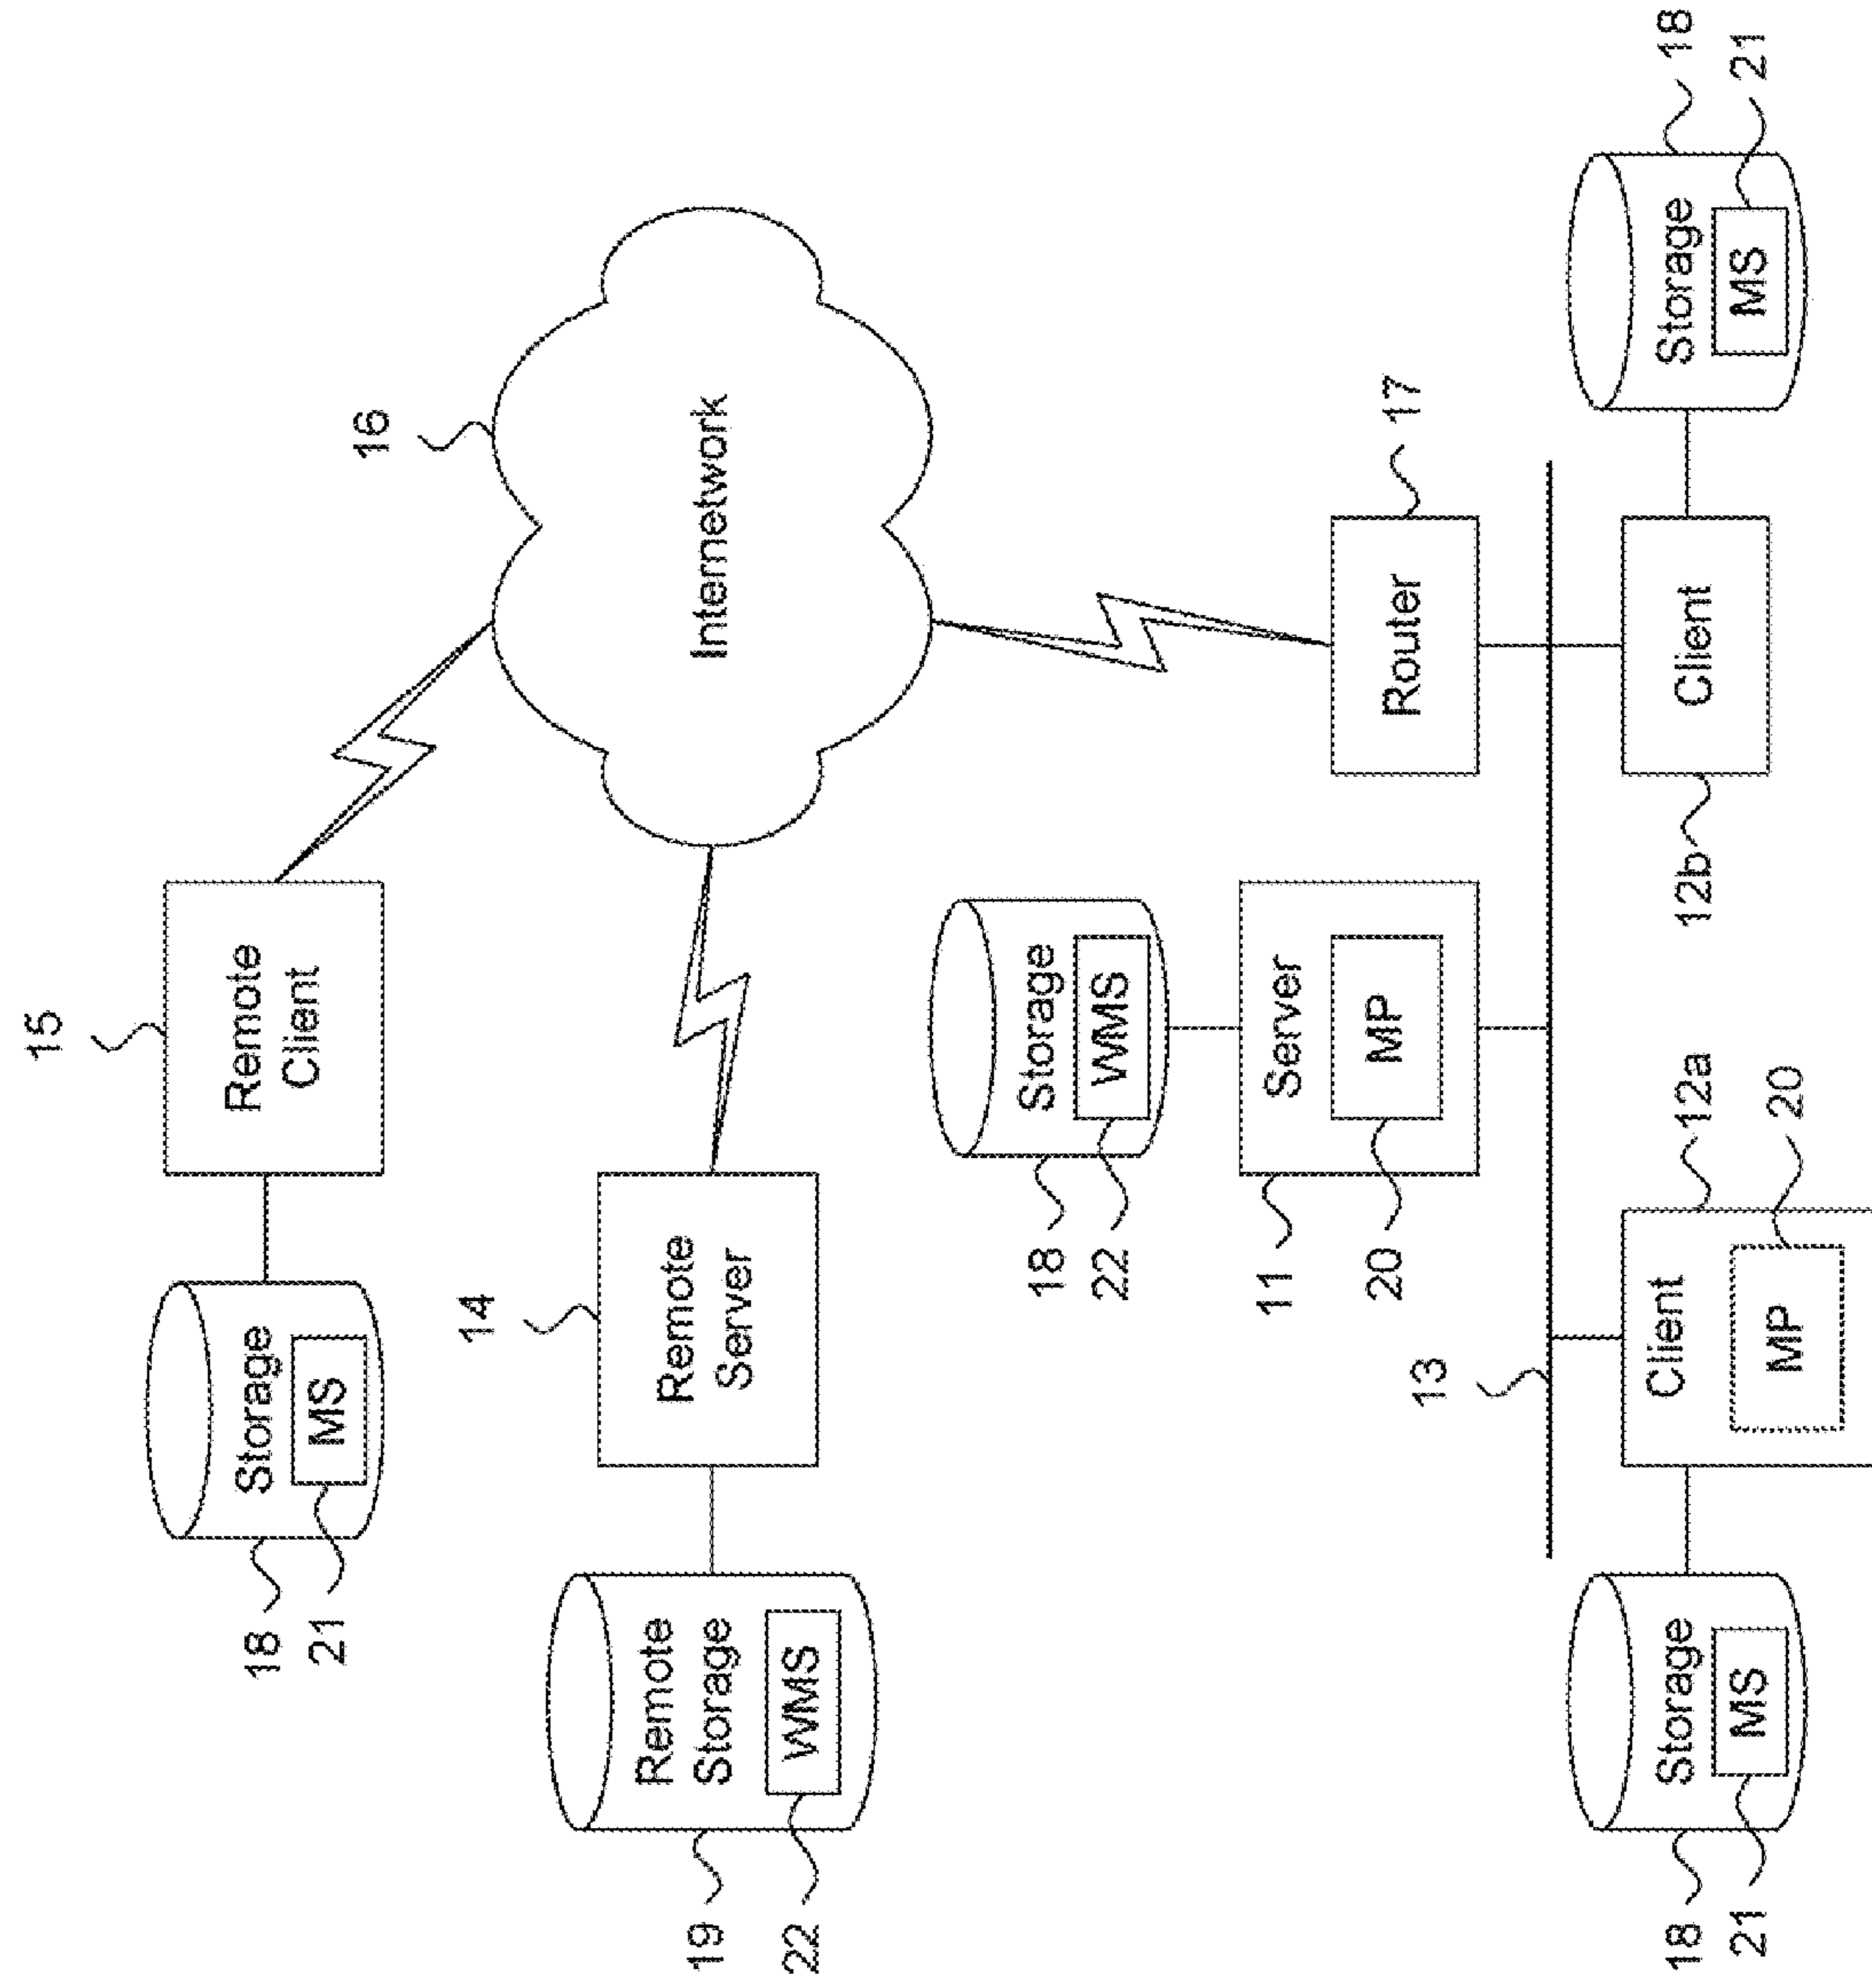 15
Remote
Client
Storage
MS
18
21
16
Internetwork
14
Remote
Server
Remote
Storage
WMS
19
22
Storage
WMS
18
22
Server
MP
11
20
Router
17
13
Storage
MS
18
21
Client
MP
12a
20
12b
Client
Storage
MS
18
21